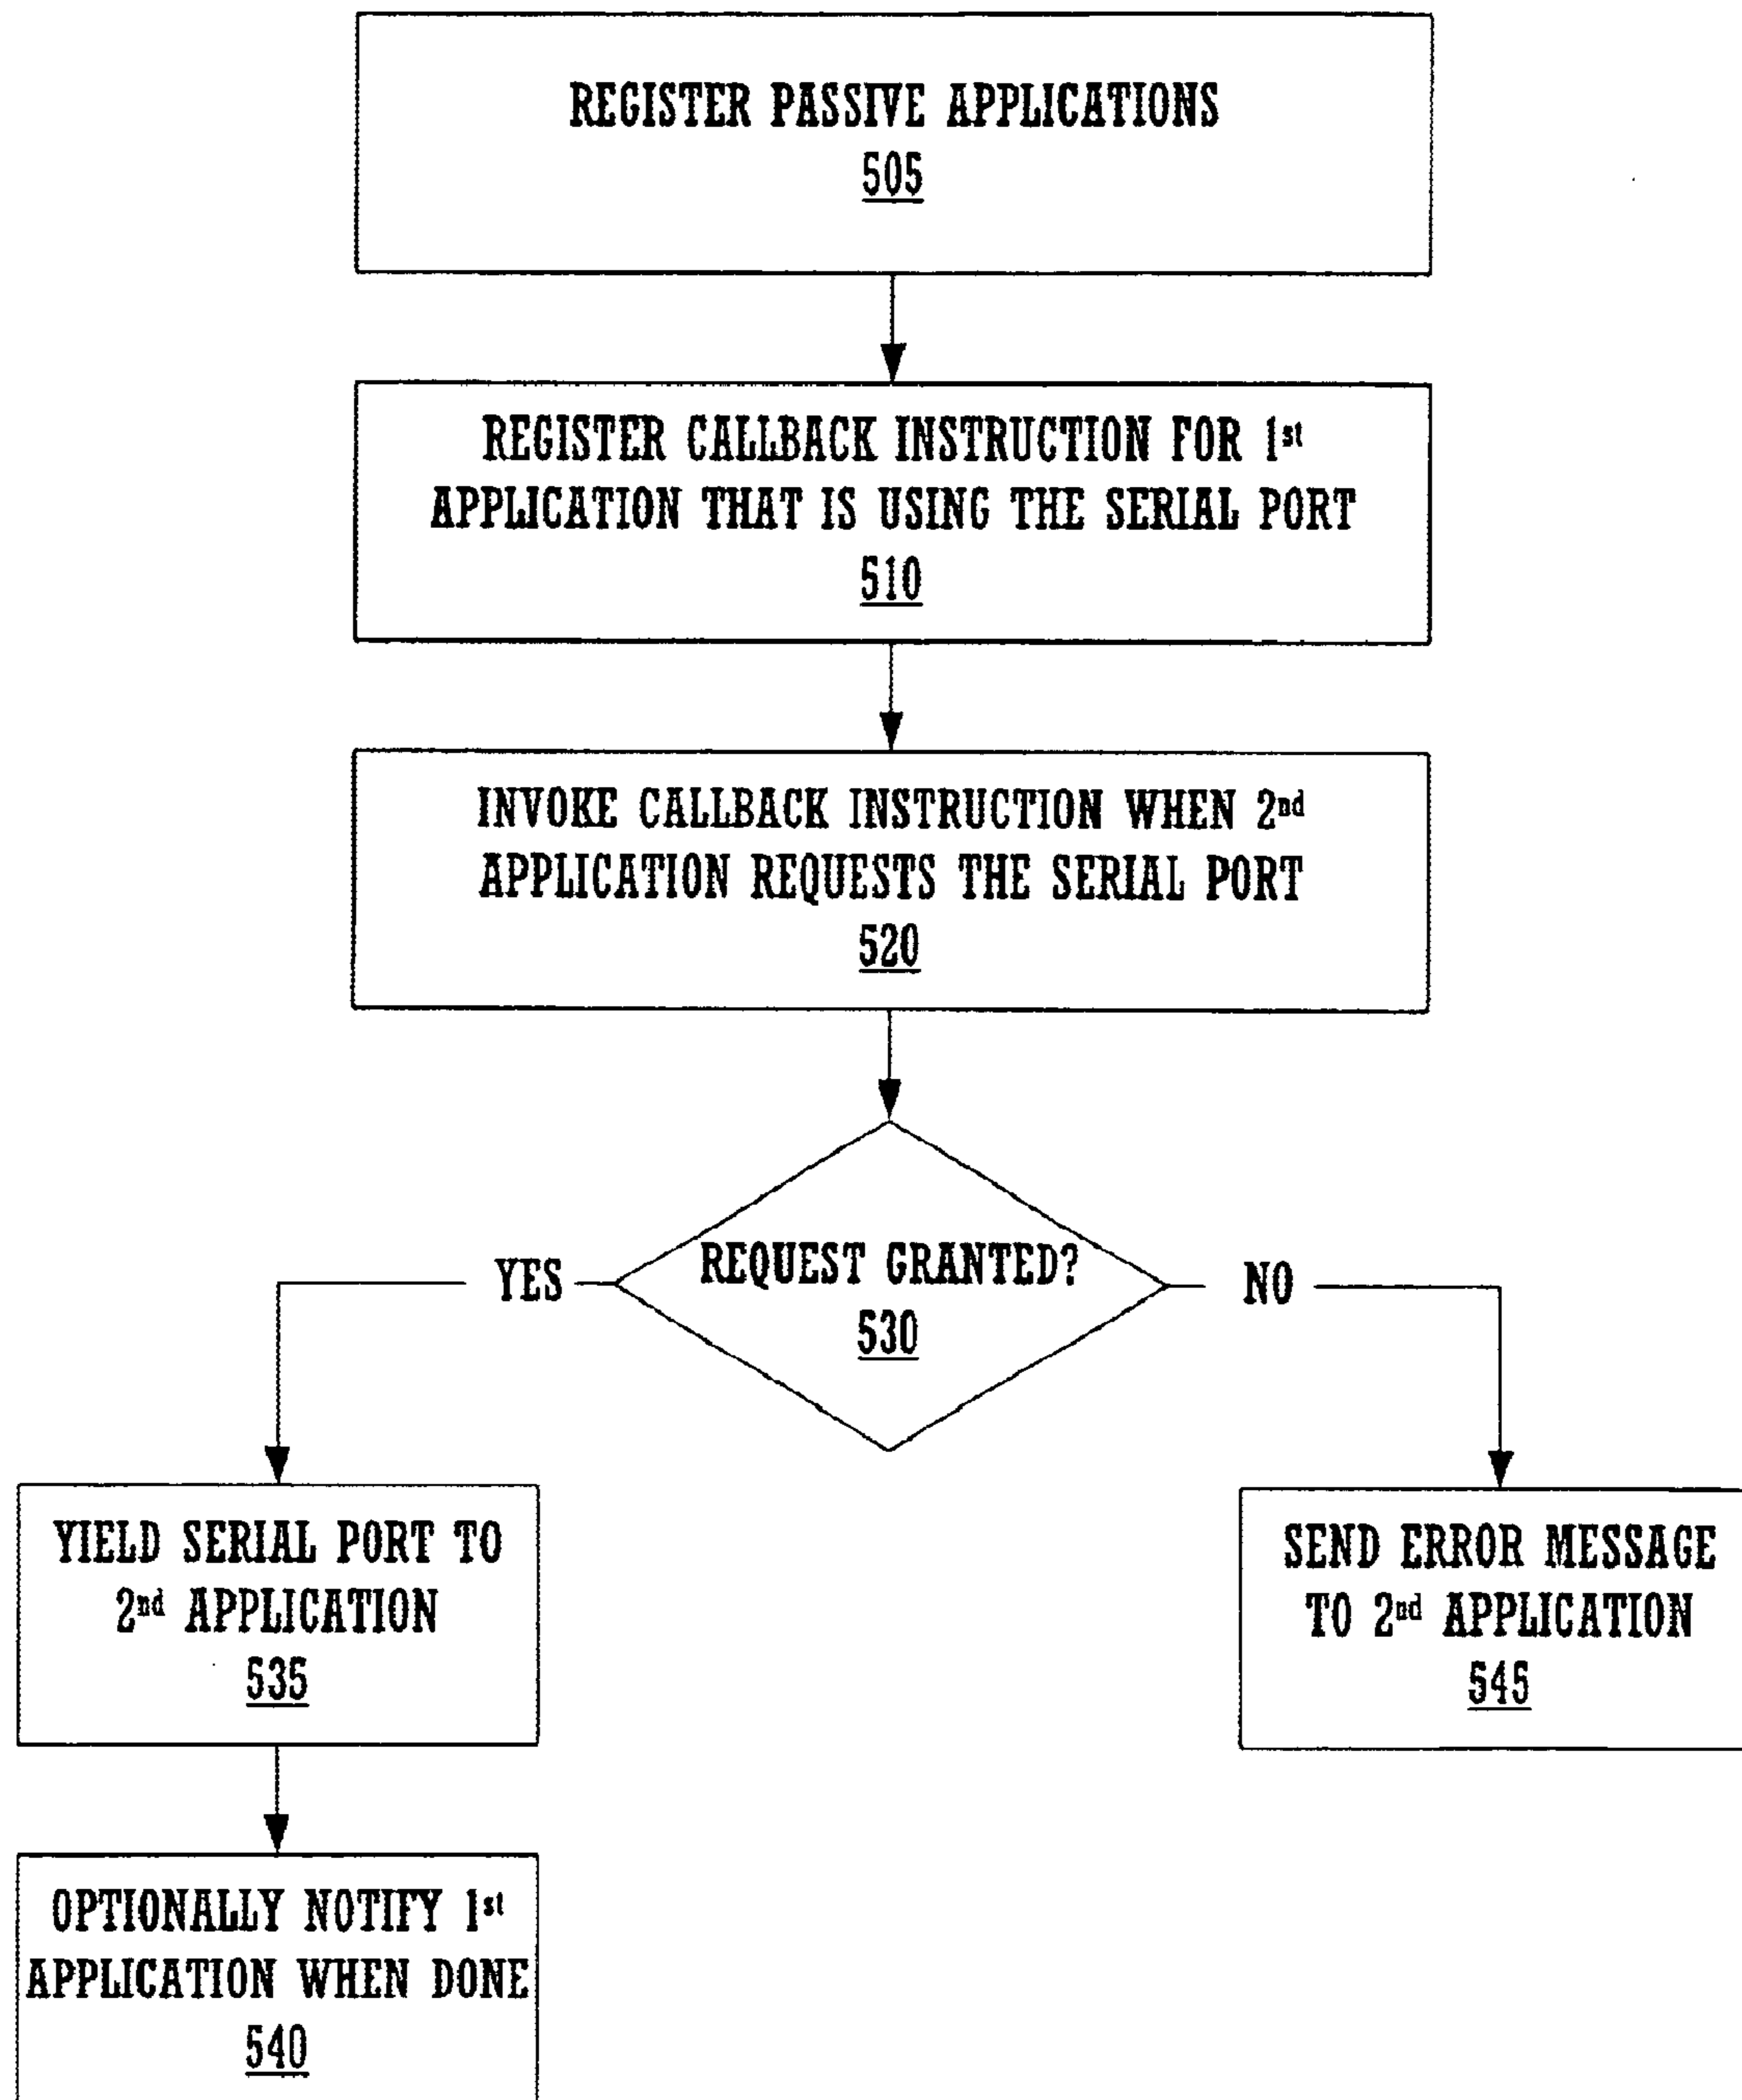 REGISTER PASSIVE APPLICATIONS
505
REGISTER CALLBACK INSTRUCTION FOR 1st
APPLICATION THAT IS USING THE SERIAL PORT
510
INVOKE CALLBACK INSTRUCTION WHEN 2nd
APPLICATION REQUESTS THE SERIAL PORT
520
REQUEST GRANTED?
530
YES
NO
YIELD SERIAL PORT TO
2nd APPLICATION
535
SEND ERROR MESSAGE
TO 2nd APPLICATION
545
OPTIONALLY NOTIFY 1st
APPLICATION WHEN DONE
540